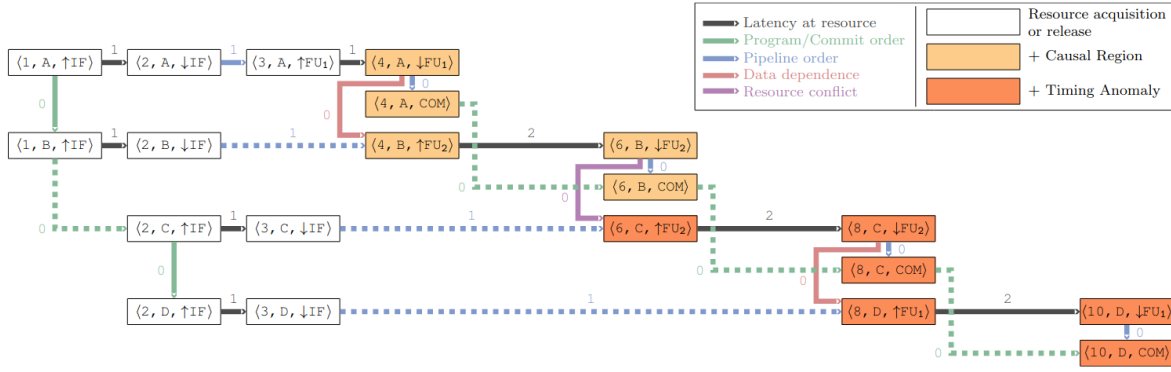 Latency at resource
Program/Commit order
Pipeline order
Data dependence
Resource conflict
Resource acquisition
or release
+ Causal Region
+ Timing Anomaly
1 1 1
⟨1, A, ↑IF⟩ ⟨2, A, ↓IF⟩ ⟨3, A, ↑FU₁⟩ ⟨4, A, ↓FU₁⟩
0
0 ⟨4, A, COM⟩
0
1 1 2
⟨1, B, ↑IF⟩ ⟨2, B, ↓IF⟩ ⟨4, B, ↑FU₂⟩ ⟨6, B, ↓FU₂⟩
0
0 ⟨6, B, COM⟩
0
1 1 2
0 ⟨2, C, ↑IF⟩ ⟨3, C, ↓IF⟩ ⟨6, C, ↑FU₂⟩ ⟨8, C, ↓FU₂⟩
0
0 0 ⟨8, C, COM⟩
0
1 1 2
⟨2, D, ↑IF⟩ ⟨3, D, ↓IF⟩ ⟨8, D, ↑FU₁⟩ ⟨10, D, ↓FU₁⟩
0
0 ⟨10, D, COM⟩